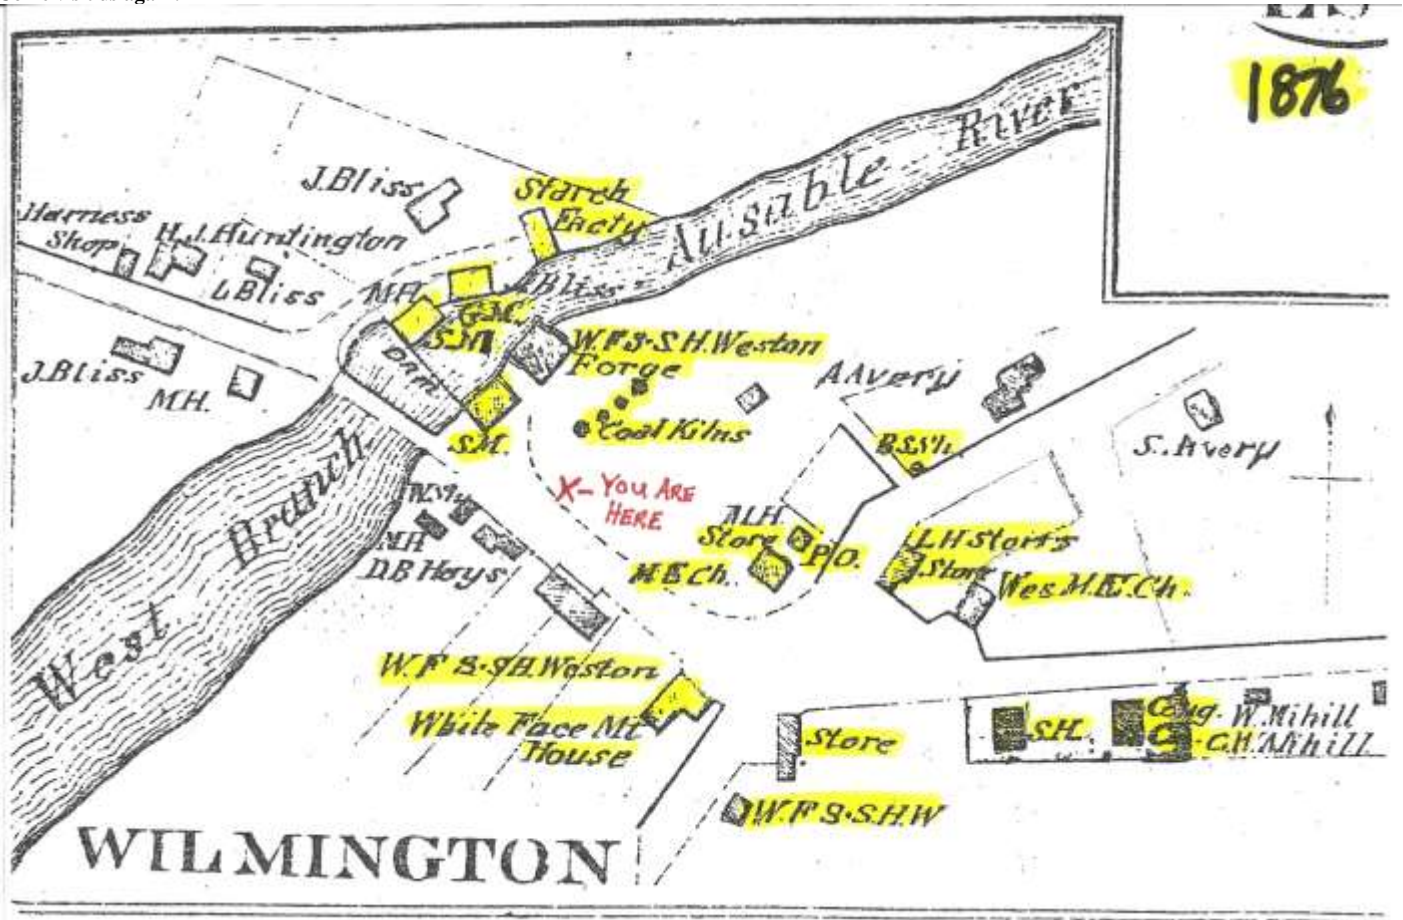 1876
Ausable River
J.Bliss
Starch
Facty
Harness
Shop
H.J.Huntington
L.Bliss
M.H.
G.M.
J.Bliss
S.M.
Dam
W.F.&.S.H.Weston
Forge
J.Bliss
M.H.
A.Avery
Coal Kilns
S.M.
B.S.Sh.
S.Avery
West Branch
X- YOU ARE
HERE
M.H.
D.B Hays
M.H
Store
P.O.
M.E Ch.
L.H Storrs
Store
Wes M.E.Ch.
W.F &.S.H.Weston
White Face Mt
House
Store
S.H.
Cong. W.Mihill
Ch. C.H.Mihill
W.F &.S.H.W
WILMINGTON